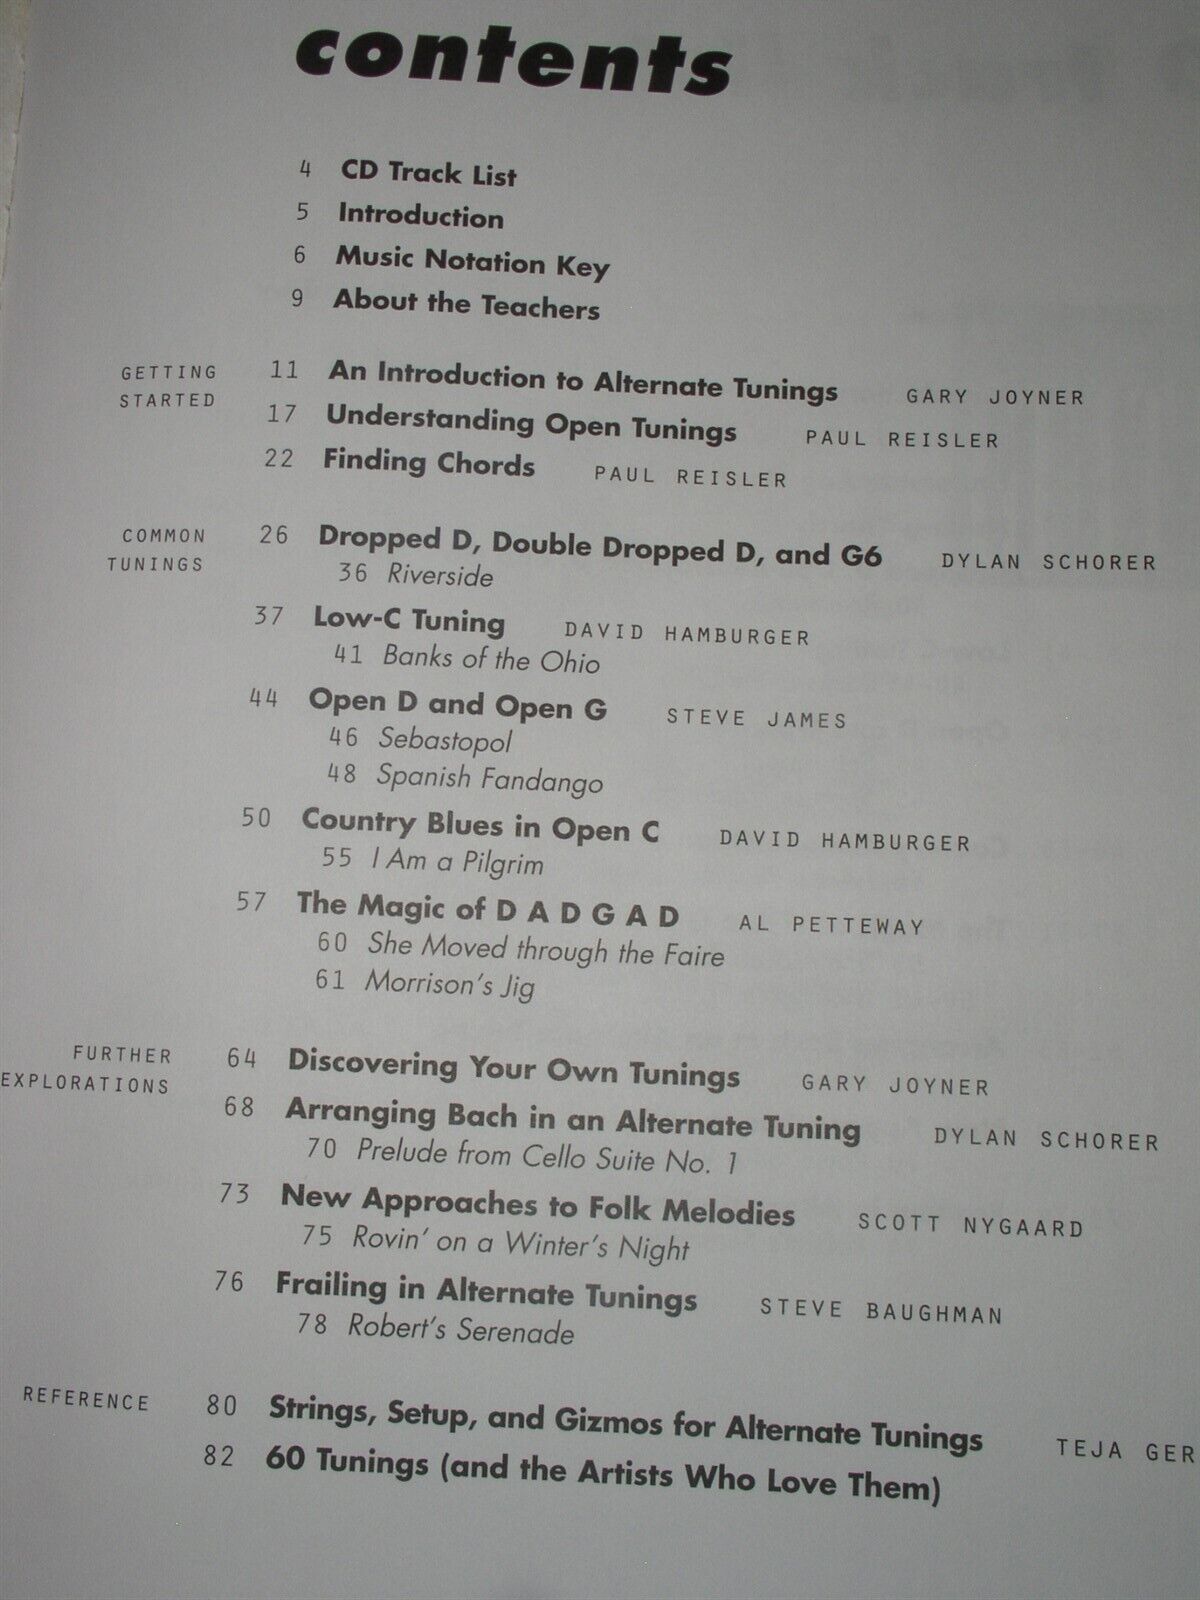 contents
4 CD Track List
5 Introduction
6 Music Notation Key
9 About the Teachers
GETTING
STARTED
11 An Introduction to Alternate Tunings GARY JOYNER
17 Understanding Open Tunings PAUL REISLER
22 Finding Chords PAUL REISLER
COMMON
TUNINGS
26 Dropped D, Double Dropped D, and G6 DYLAN SCHORER
36 Riverside
37 Low-C Tuning DAVID HAMBURGER
41 Banks of the Ohio
44 Open D and Open G STEVE JAMES
46 Sebastopol
48 Spanish Fandango
50 Country Blues in Open C DAVID HAMBURGER
55 I Am a Pilgrim
57 The Magic of D A D G A D AL PETTEWAY
60 She Moved through the Faire
61 Morrison's Jig
FURTHER
EXPLORATIONS
64 Discovering Your Own Tunings GARY JOYNER
68 Arranging Bach in an Alternate Tuning DYLAN SCHORER
70 Prelude from Cello Suite No. 1
73 New Approaches to Folk Melodies SCOTT NYGAARD
75 Rovin' on a Winter's Night
76 Frailing in Alternate Tunings STEVE BAUGHMAN
78 Robert's Serenade
REFERENCE
80 Strings, Setup, and Gizmos for Alternate Tunings TEJA GER
82 60 Tunings (and the Artists Who Love Them)